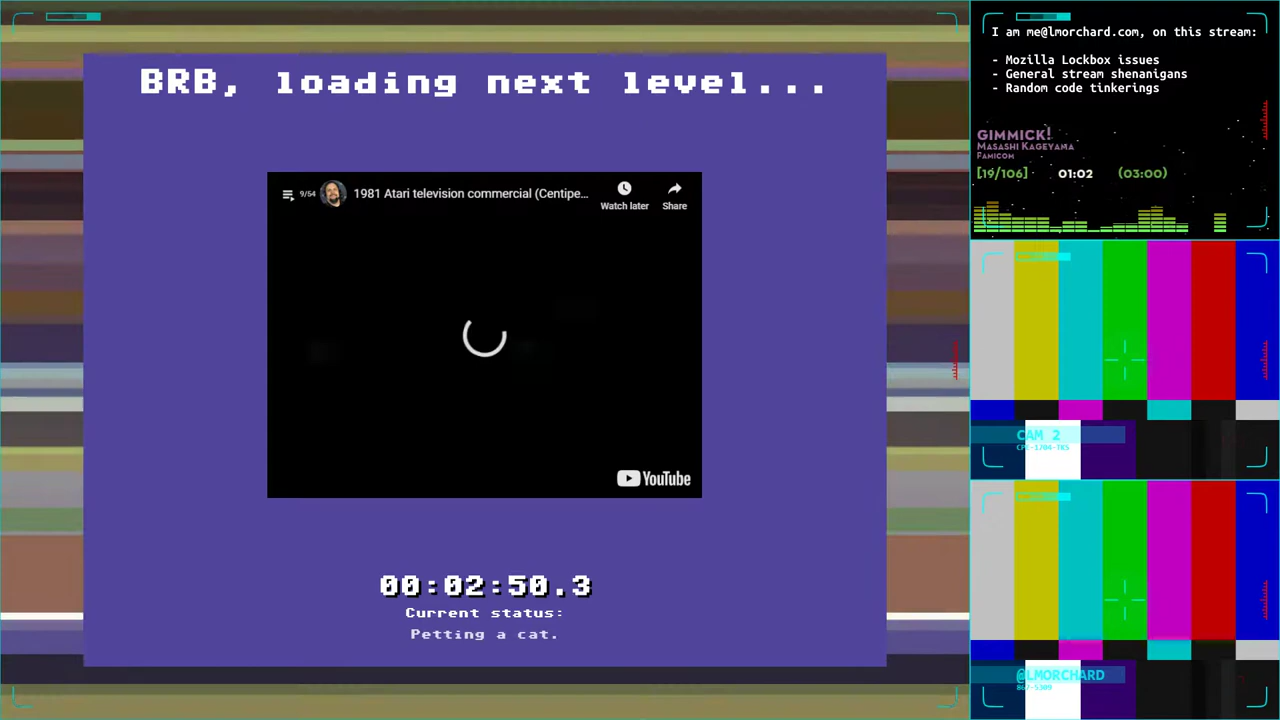 BRB, loading next level...
9/54
1981 Atari television commercial (Centipe...
Watch later
Share
YouTube
00:02:50.3
Current status:
Petting a cat.
I am me@lmorchard.com, on this stream:
- Mozilla Lockbox issues
- General stream shenanigans
- Random code tinkerings
GIMMICK!
MASASHI KAGEYAMA
FAMICOM
[19/106] 01:02 (03:00)
CAM 2
@LMORCHARD
867-5309